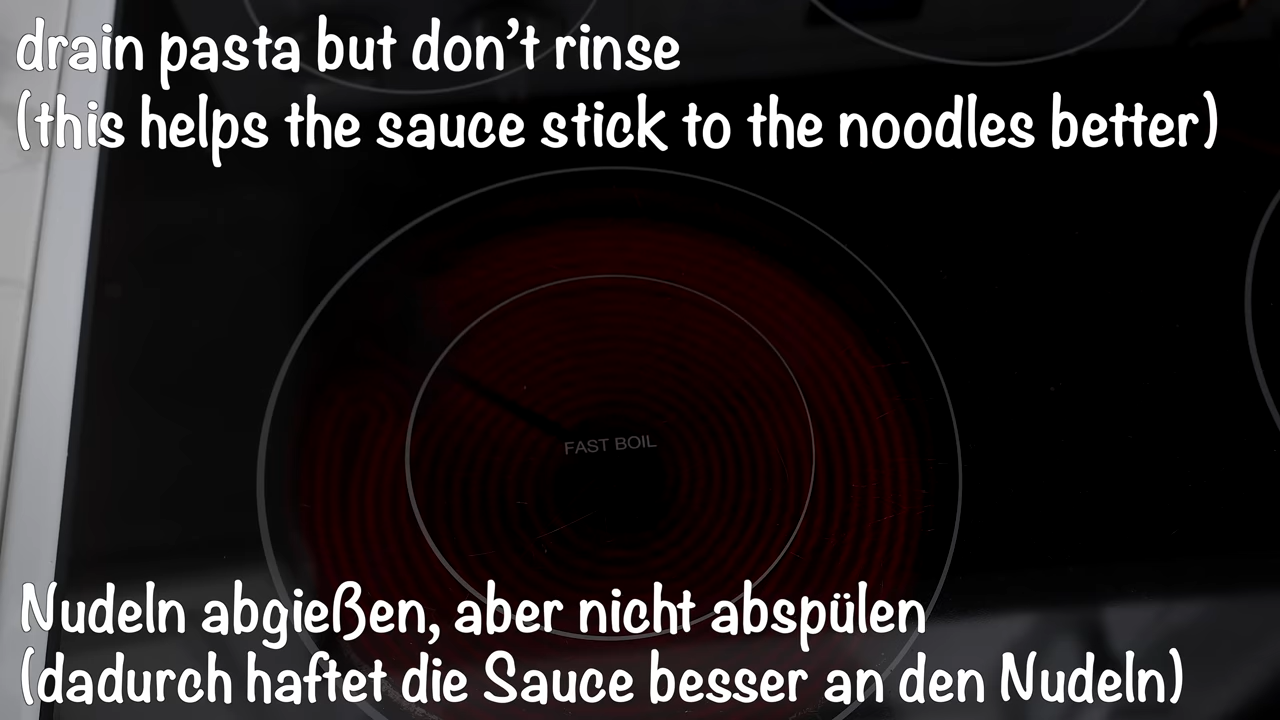 drain pasta but don't rinse
(this helps the sauce stick to the noodles better)
FAST BOIL
Nudeln abgießen, aber nicht abspülen
(dadurch haftet die Sauce besser an den Nudeln)